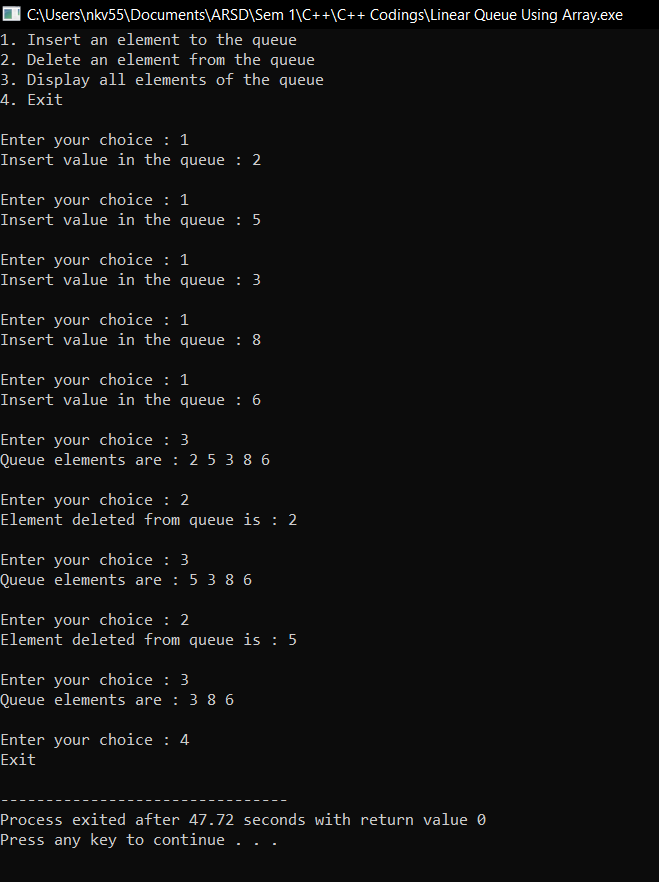 C:\Users\nkv55\Documents\ARSD\Sem 1\C++\C++ Codings\Linear Queue Using Array.exe
1. Insert an element to the queue
2. Delete an element from the queue
3. Display all elements of the queue
4. Exit
Enter your choice : 1
Insert value in the queue : 2
Enter your choice : 1
Insert value in the queue : 5
Enter your choice : 1
Insert value in the queue : 3
Enter your choice : 1
Insert value in the queue : 8
Enter your choice : 1
Insert value in the queue : 6
Enter your choice : 3
Queue elements are : 2 5 3 8 6
Enter your choice : 2
Element deleted from queue is : 2
Enter your choice : 3
Queue elements are : 5 3 8 6
Enter your choice : 2
Element deleted from queue is : 5
Enter your choice : 3
Queue elements are : 3 8 6
Enter your choice : 4
Exit
--------------------------------
Process exited after 47.72 seconds with return value 0
Press any key to continue . . .